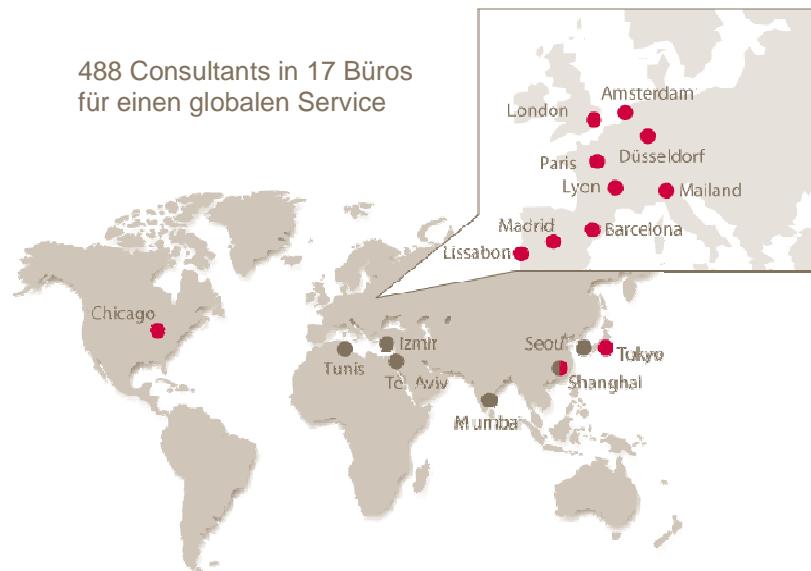 488 Consultants in 17 Büros
für einen globalen Service
London
Amsterdam
Düsseldorf
Paris
Lyon
Mailand
Madrid
Barcelona
Lissabon
Chicago
Izmir
Tunis
Tel Aviv
Seoul
Tokyo
Shanghai
Mumbai